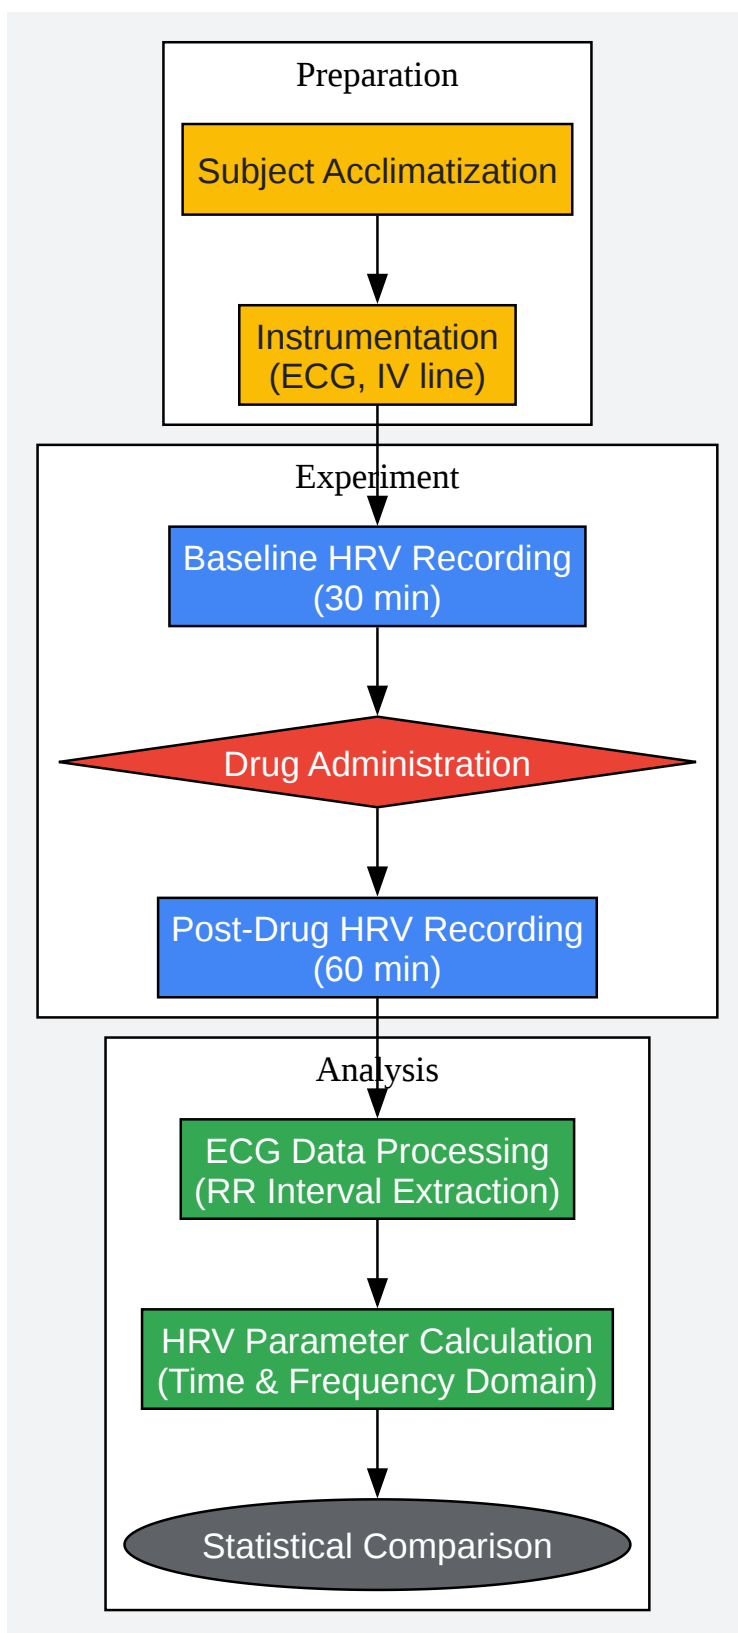 Preparation
Subject Acclimatization
Instrumentation
(ECG, IV line)
Experiment
Baseline HRV Recording
(30 min)
Drug Administration
Post-Drug HRV Recording
(60 min)
Analysis
ECG Data Processing
(RR Interval Extraction)
HRV Parameter Calculation
(Time & Frequency Domain)
Statistical Comparison